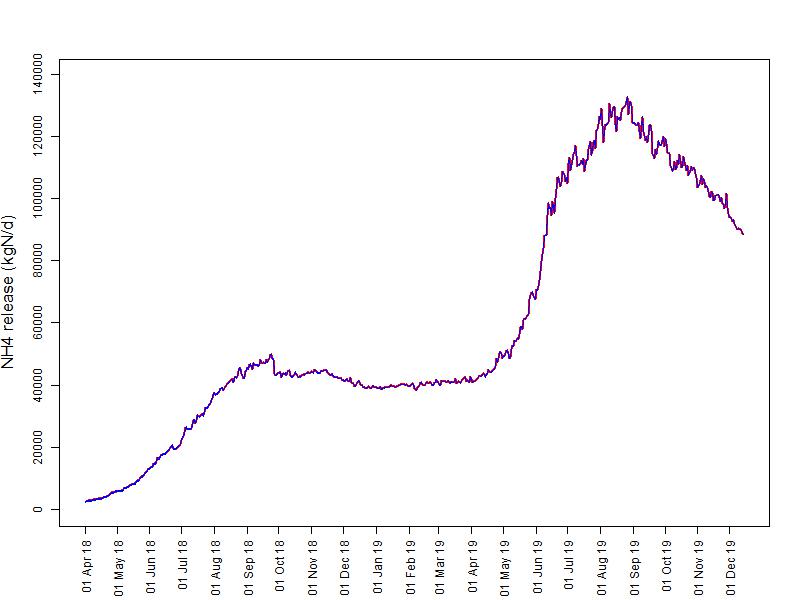 NH4 release (kgN/d)
140000
120000
100000
80000
60000
40000
20000
0
01 Apr 18
01 May 18
01 Jun 18
01 Jul 18
01 Aug 18
01 Sep 18
01 Oct 18
01 Nov 18
01 Dec 18
01 Jan 19
01 Feb 19
01 Mar 19
01 Apr 19
01 May 19
01 Jun 19
01 Jul 19
01 Aug 19
01 Sep 19
01 Oct 19
01 Nov 19
01 Dec 19